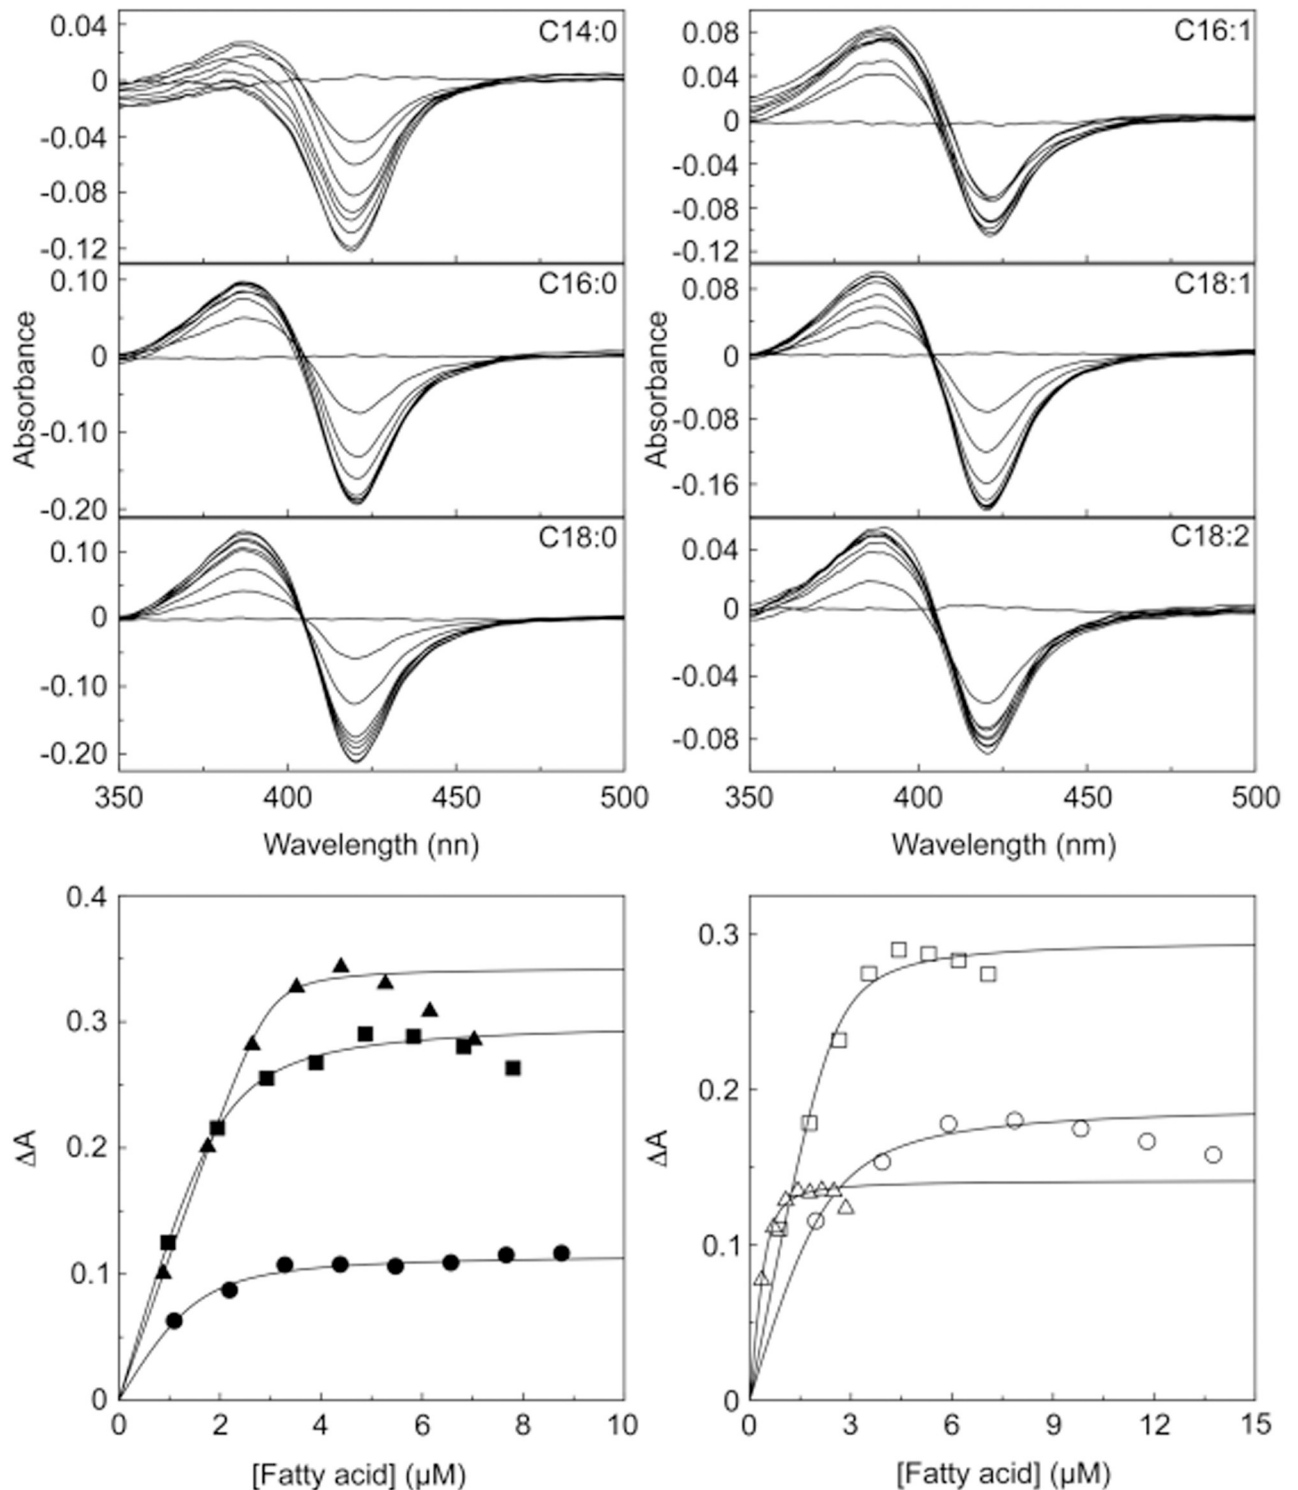 0.04
0
-0.04
-0.08
-0.12
C14:0
0.08
0.04
0
-0.04
-0.08
-0.12
C16:1
Absorbance
0.10
0
-0.10
-0.20
C16:0
Absorbance
0.08
0
-0.08
-0.16
C18:1
0.10
0
-0.10
-0.20
C18:0
0.04
0
-0.04
-0.08
C18:2
350 400 450 500
350 400 450 500
Wavelength (nn)
Wavelength (nm)
ΔA
0.4
0.3
0.2
0.1
0
0 2 4 6 8 10
[Fatty acid] (µM)
ΔA
0.3
0.2
0.1
0
0 3 6 9 12 15
[Fatty acid] (µM)